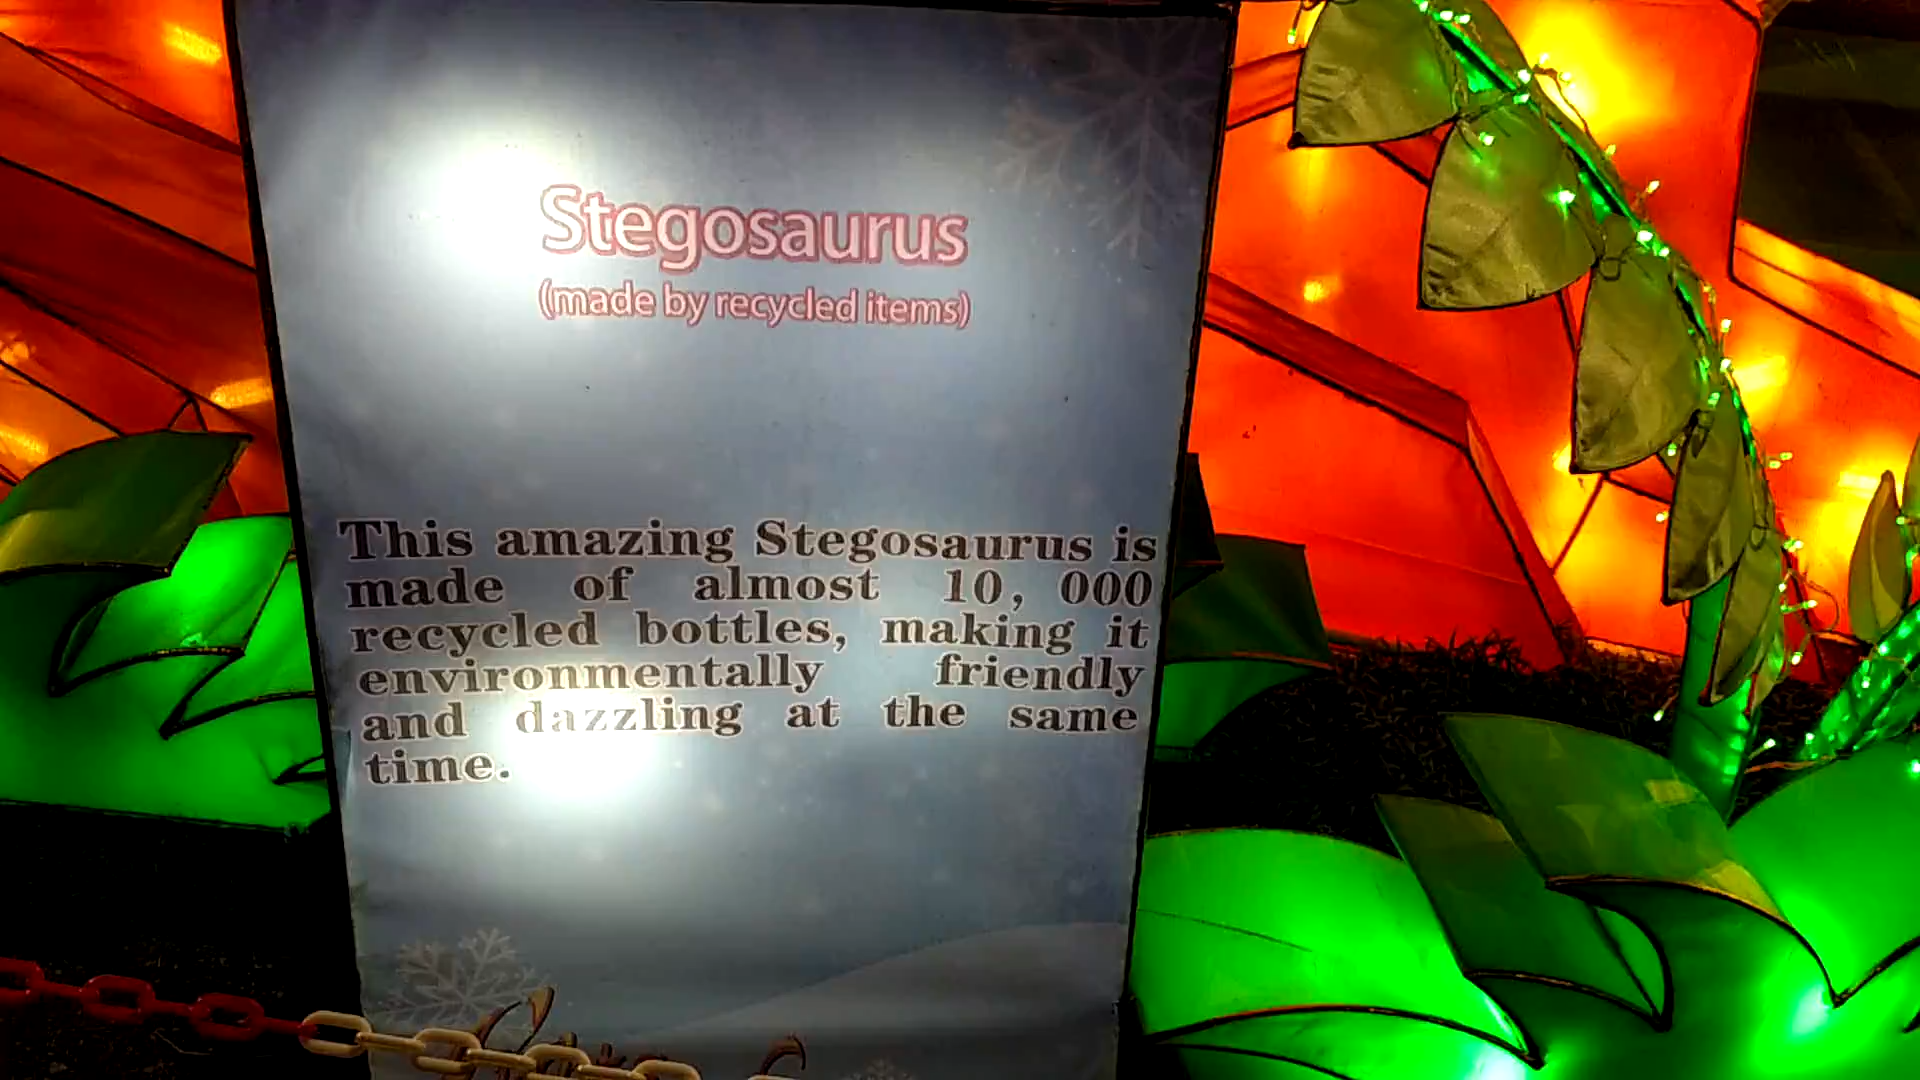 Stegosaurus
(made by recycled items)
This amazing Stegosaurus is
made of almost 10, 000
recycled bottles, making it
environmentally friendly
and dazzling at the same
time.